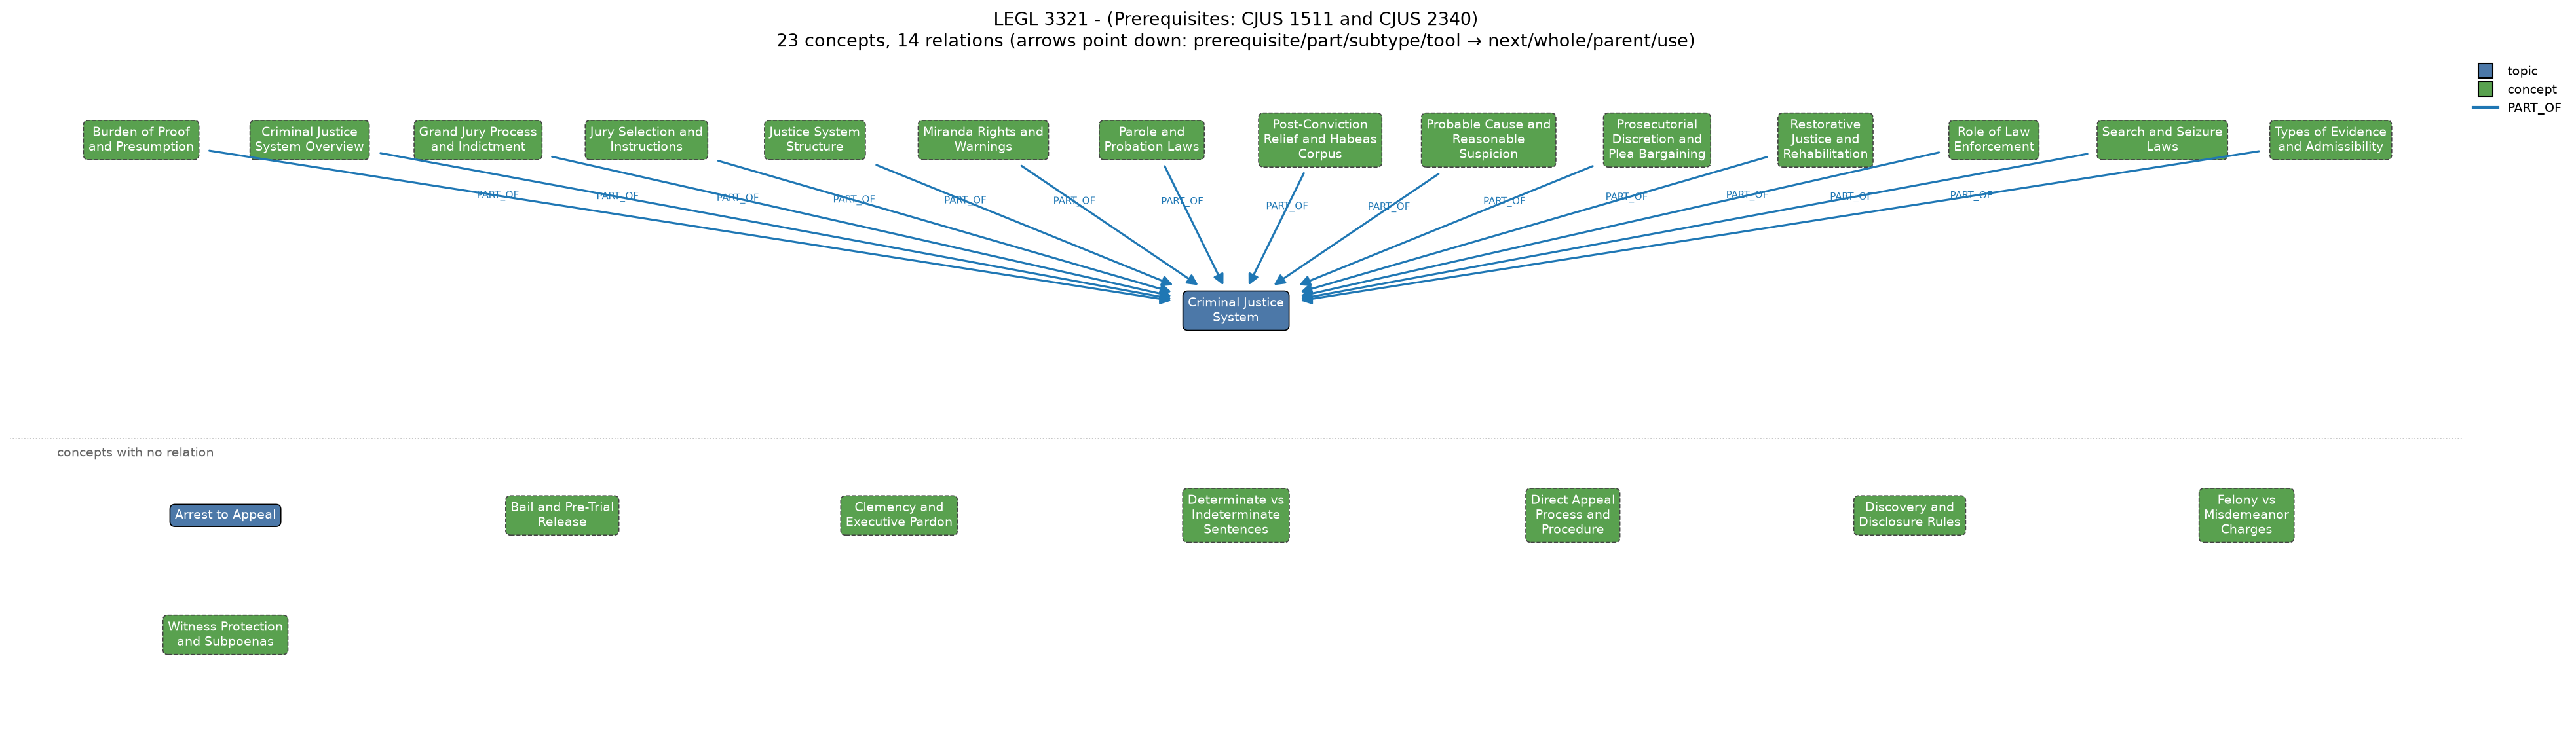 LEGL 3321 - (Prerequisites: CJUS 1511 and CJUS 2340)
23 concepts, 14 relations (arrows point down: prerequisite/part/subtype/tool → next/whole/parent/use)
topic
concept
PART_OF
Burden of Proof
and Presumption
Criminal Justice
System Overview
Grand Jury Process
and Indictment
Jury Selection and
Instructions
Justice System
Structure
Miranda Rights and
Warnings
Parole and
Probation Laws
Post-Conviction
Relief and Habeas
Corpus
Probable Cause and
Reasonable
Suspicion
Prosecutorial
Discretion and
Plea Bargaining
Restorative
Justice and
Rehabilitation
Role of Law
Enforcement
Search and Seizure
Laws
Types of Evidence
and Admissibility
PART_OF
PART_OF
PART_OF
PART_OF
PART_OF
PART_OF
PART_OF
PART_OF
PART_OF
PART_OF
PART_OF
PART_OF
PART_OF
PART_OF
Criminal Justice
System
concepts with no relation
Arrest to Appeal
Bail and Pre-Trial
Release
Clemency and
Executive Pardon
Determinate vs
Indeterminate
Sentences
Direct Appeal
Process and
Procedure
Discovery and
Disclosure Rules
Felony vs
Misdemeanor
Charges
Witness Protection
and Subpoenas